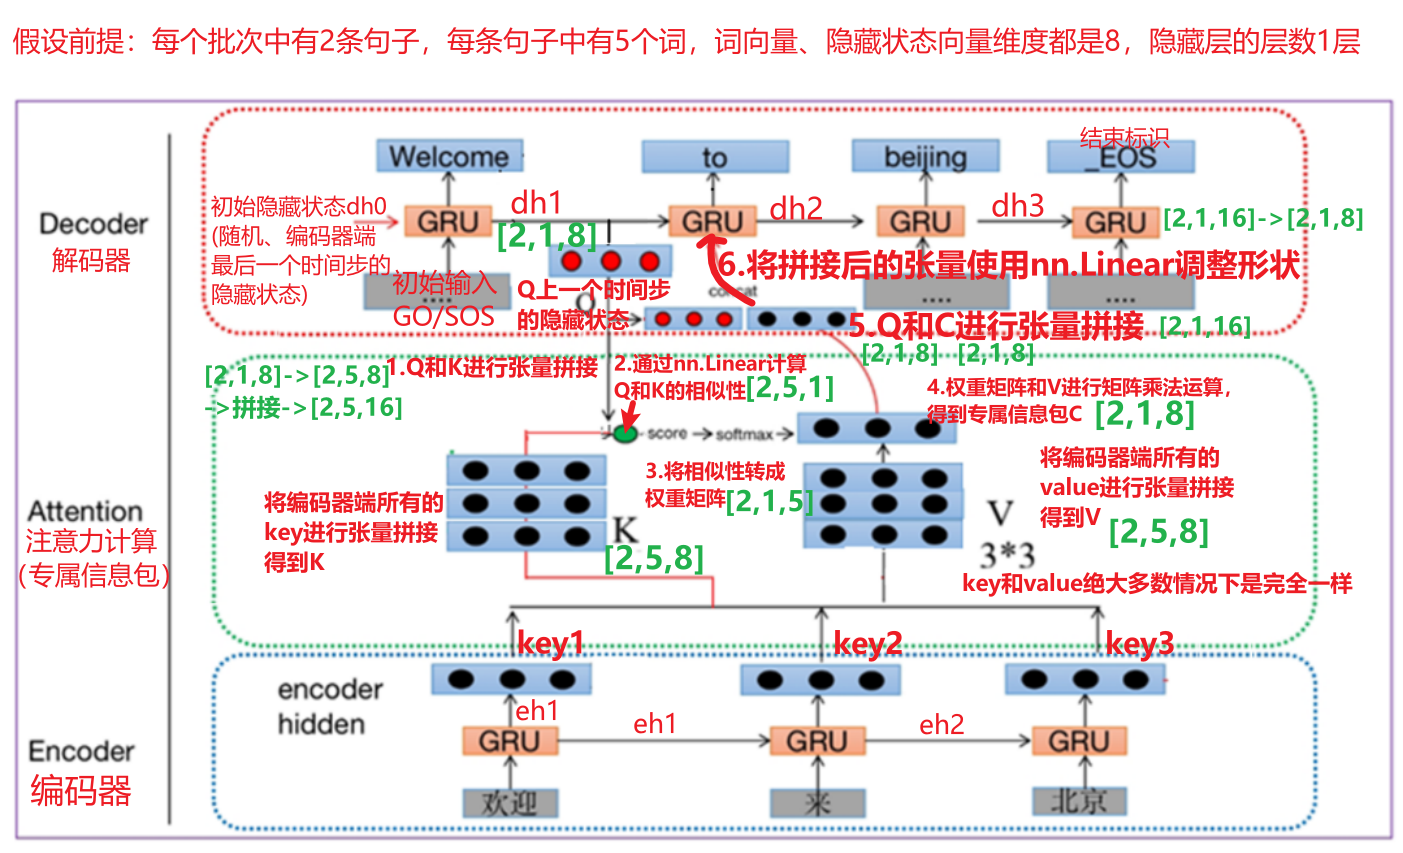 假设前提：每个批次中有2条句子，每条句子中有5个词，词向量、隐藏状态向量维度都是8，隐藏层的层数1层
结束标识
Welcome
to
beijing
_EOS
Decoder
解码器
初始隐藏状态dh0
(随机、编码器端
最后一个时间步的
隐藏状态)
GRU
dh1
GRU
dh2
GRU
dh3
GRU
[2,1,16]->[2,1,8]
[2,1,8]
6.将拼接后的张量使用nn.Linear调整形状
初始输入
....
GO/SOS
Q上一个时间步
的隐藏状态
Q
concat
....
....
5.Q和C进行张量拼接
[2,1,16]
[2,1,8]
[2,1,8]
1.Q和K进行张量拼接
[2,1,8]->[2,5,8]
->拼接->[2,5,16]
2.通过nn.Linear计算
Q和K的相似性
[2,5,1]
4.权重矩阵和V进行矩阵乘法运算，
得到专属信息包C
[2,1,8]
score
softmax
3.将相似性转成
权重矩阵
[2,1,5]
将编码器端所有的
value进行张量拼接
得到V
[2,5,8]
Attention
注意力计算
(专属信息包)
将编码器端所有的
key进行张量拼接
得到K
K
[2,5,8]
V
3*3
key和value绝大多数情况下是完全一样
key1
key2
key3
encoder
hidden
eh1
eh1
eh2
Encoder
编码器
GRU
GRU
GRU
欢迎
来
北京